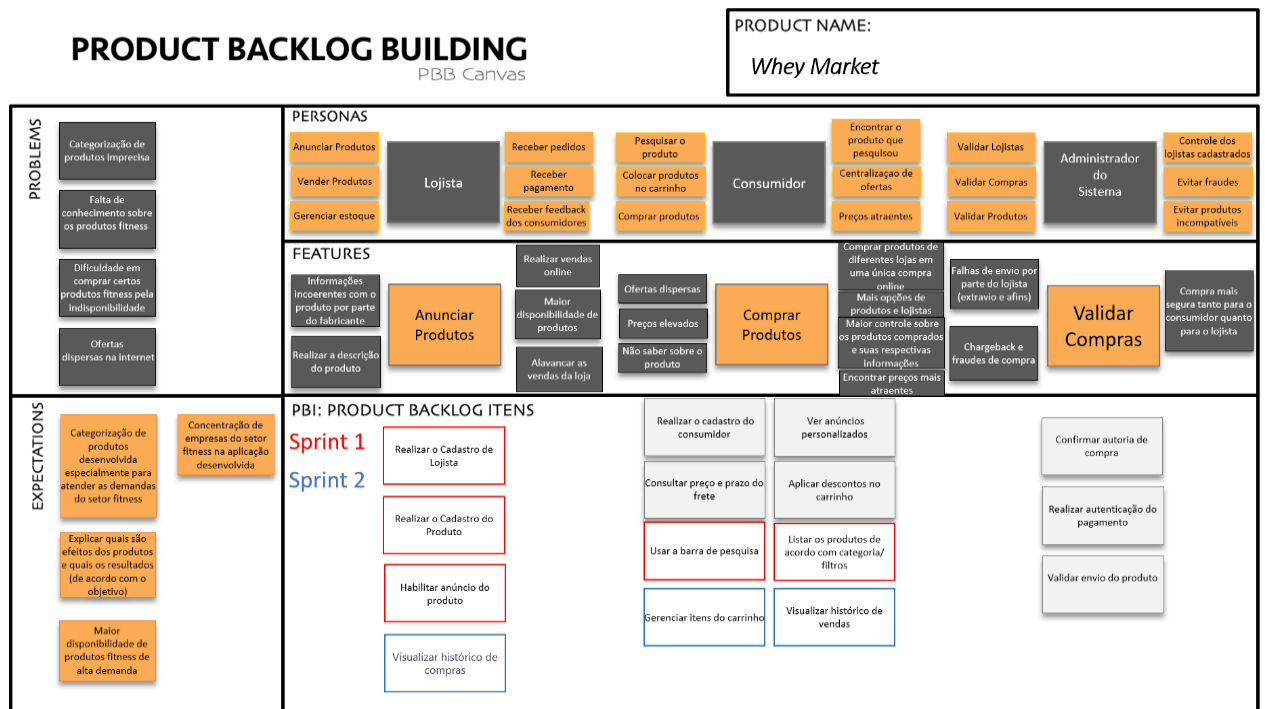 PRODUCT BACKLOG BUILDING
PBB Canvas
PRODUCT NAME:
Whey Market
PROBLEMS
Categorização de
produtos imprecisa
Falta de
conhecimento sobre
os produtos fitness
Dificuldade em
comprar certos
produtos fitness pela
indisponibilidade
Ofertas
dispersas na internet
PERSONAS
Anunciar Produtos
Vender Produtos
Gerenciar estoque
Lojista
Receber pedidos
Receber
pagamento
Receber feedback
dos consumidores
Pesquisar o
produto
Colocar produtos
no carrinho
Comprar produtos
Consumidor
Encontrar o
produto que
pesquisou
Centralizaçao de
ofertas
Preços atraentes
Validar Lojistas
Validar Compras
Validar Produtos
Administrador
do
Sistema
Controle dos
lojistas cadastrados
Evitar fraudes
Evitar produtos
incompatíveis
FEATURES
Informações
incoerentes com o
produto por parte
do fabricante
Realizar a descrição
do produto
Anunciar
Produtos
Realizar vendas
online
Maior
disponibilidade de
produtos
Alavancar as
vendas da loja
Ofertas dispersas
Preços elevados
Não saber sobre o
produto
Comprar
Produtos
Comprar produtos de
diferentes lojas em
uma única compra
online
Mais opções de
produtos e lojistas
Maior controle sobre
os produtos comprados
e suas respectivas
informações
Encontrar preços mais
atraentes
Falhas de envio por
parte do lojista
(extravio e afins)
Chargeback e
fraudes de compra
Validar
Compras
Compra mais
segura tanto para o
consumidor quanto
para o lojista
EXPECTATIONS
Categorização de
produtos
desenvolvida
especialmente para
atender as demandas
do setor fitness
Concentração de
empresas do setor
fitness na aplicação
desenvolvida
Explicar quais são
efeitos dos produtos
e quais os resultados
(de acordo com o
objetivo)
Maior
disponibilidade de
produtos fitness de
alta demanda
PBI: PRODUCT BACKLOG ITENS
Sprint 1
Sprint 2
Realizar o Cadastro de
Lojista
Realizar o Cadastro do
Produto
Habilitar anúncio do
produto
Visualizar histórico de
compras
Realizar o cadastro do
consumidor
Ver anúncios
personalizados
Consultar preço e prazo do
frete
Aplicar descontos no
carrinho
Usar a barra de pesquisa
Listar os produtos de
acordo com categoria/
filtros
Gerenciar itens do carrinho
Visualizar histórico de
vendas
Confirmar autoria de
compra
Realizar autenticação do
pagamento
Validar envio do produto